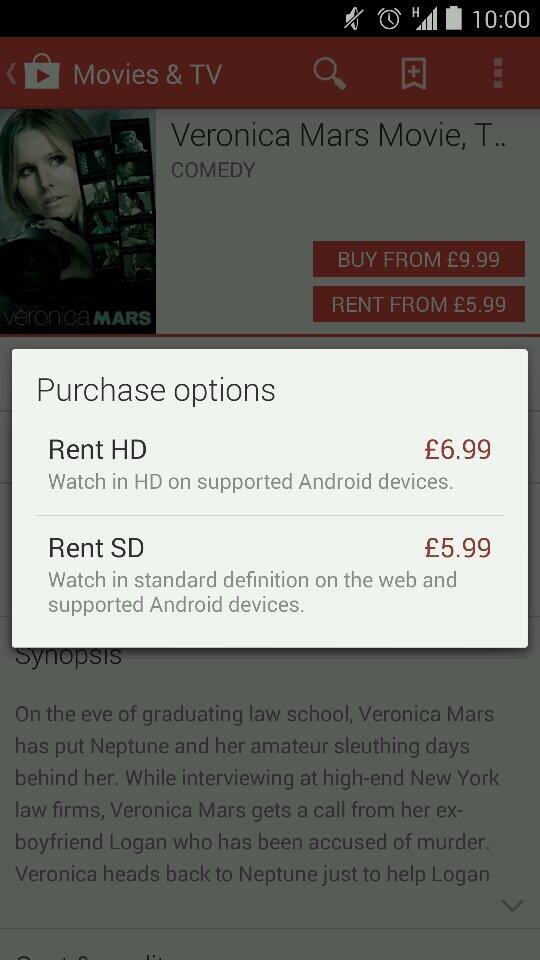 H 10:00
Movies & TV
Veronica Mars Movie, T..
COMEDY
veronica MARS
BUY FROM £9.99
RENT FROM £5.99
Purchase options
Rent HD £6.99
Watch in HD on supported Android devices.
Rent SD £5.99
Watch in standard definition on the web and
supported Android devices.
Synopsis
On the eve of graduating law school, Veronica Mars
has put Neptune and her amateur sleuthing days
behind her. While interviewing at high-end New York
law firms, Veronica Mars gets a call from her ex-
boyfriend Logan who has been accused of murder.
Veronica heads back to Neptune just to help Logan